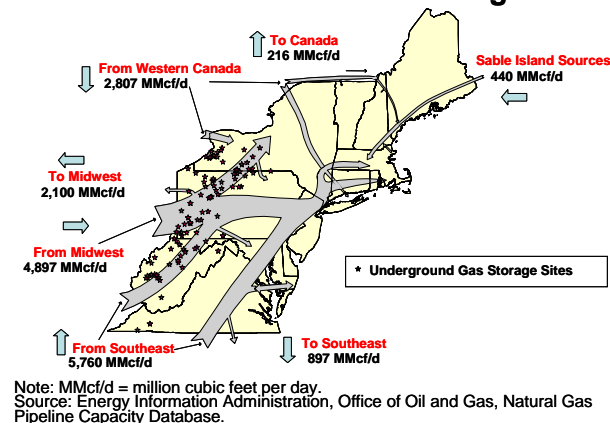 To Canada
216 MMcf/d
From Western Canada
2,807 MMcf/d
Sable Island Sources
440 MMcf/d
To Midwest
2,100 MMcf/d
From Midwest
4,897 MMcf/d
* Underground Gas Storage Sites
From Southeast
5,760 MMcf/d
To Southeast
897 MMcf/d
Note: MMcf/d = million cubic feet per day.
Source: Energy Information Administration, Office of Oil and Gas, Natural Gas
Pipeline Capacity Database.